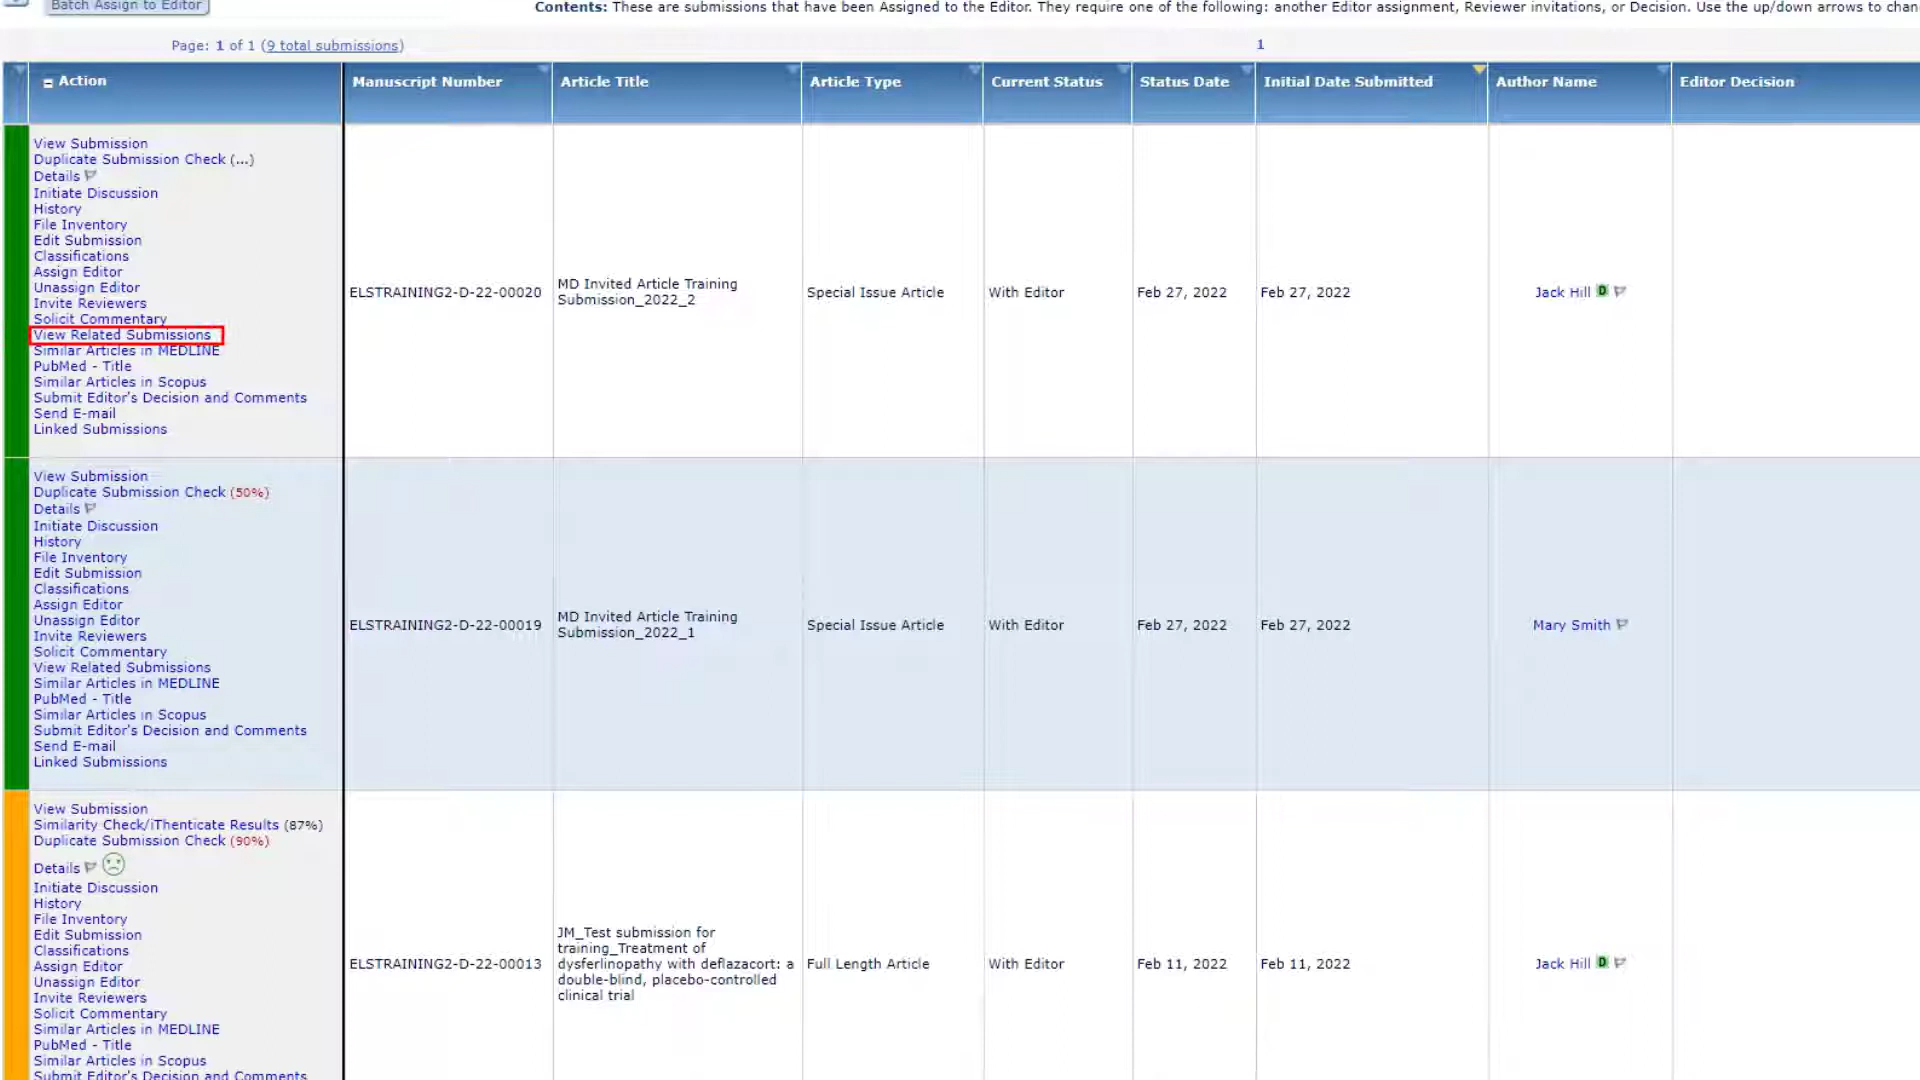 Batch Assign to Editor
Contents: These are submissions that have been Assigned to the Editor. They require one of the following: another Editor assignment, Reviewer invitations, or Decision. Use the up/down arrows to chan
Page: 1 of 1 (9 total submissions)
1
Action
Manuscript Number
Article Title
Article Type
Current Status
Status Date
Initial Date Submitted
Author Name
Editor Decision
View Submission
Duplicate Submission Check (...)
Details
Initiate Discussion
History
File Inventory
Edit Submission
Classifications
Assign Editor
Unassign Editor
Invite Reviewers
Solicit Commentary
View Related Submissions
Similar Articles in MEDLINE
PubMed - Title
Similar Articles in Scopus
Submit Editor's Decision and Comments
Send E-mail
Linked Submissions
ELSTRAINING2-D-22-00020
MD Invited Article Training
Submission_2022_2
Special Issue Article
With Editor
Feb 27, 2022
Feb 27, 2022
Jack Hill D
View Submission
Duplicate Submission Check (50%)
Details
Initiate Discussion
History
File Inventory
Edit Submission
Classifications
Assign Editor
Unassign Editor
Invite Reviewers
Solicit Commentary
View Related Submissions
Similar Articles in MEDLINE
PubMed - Title
Similar Articles in Scopus
Submit Editor's Decision and Comments
Send E-mail
Linked Submissions
ELSTRAINING2-D-22-00019
MD Invited Article Training
Submission_2022_1
Special Issue Article
With Editor
Feb 27, 2022
Feb 27, 2022
Mary Smith
View Submission
Similarity Check/iThenticate Results (87%)
Duplicate Submission Check (90%)
Details
Initiate Discussion
History
File Inventory
Edit Submission
Classifications
Assign Editor
Unassign Editor
Invite Reviewers
Solicit Commentary
Similar Articles in MEDLINE
PubMed - Title
Similar Articles in Scopus
Submit Editor's Decision and Comments
ELSTRAINING2-D-22-00013
JM_Test submission for
training_Treatment of
dysferlinopathy with deflazacort: a
double-blind, placebo-controlled
clinical trial
Full Length Article
With Editor
Feb 11, 2022
Feb 11, 2022
Jack Hill D